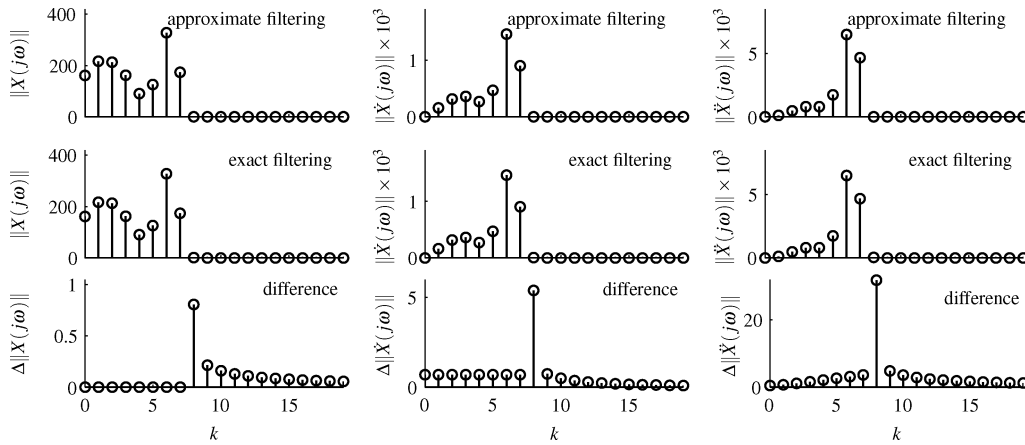 approximate filtering
approximate filtering
approximate filtering
‖X(jω)‖
400
200
0
‖Ẋ(jω)‖ × 10³
1
0
‖Ẍ(jω)‖ × 10³
5
0
exact filtering
exact filtering
exact filtering
‖X(jω)‖
400
200
0
‖Ẋ(jω)‖ × 10³
1
0
‖Ẍ(jω)‖ × 10³
5
0
difference
difference
difference
Δ‖X(jω)‖
1
0.5
0
Δ‖Ẋ(jω)‖
5
0
Δ‖Ẍ(jω)‖
20
0
0 5 10 15
0 5 10 15
0 5 10 15
k
k
k